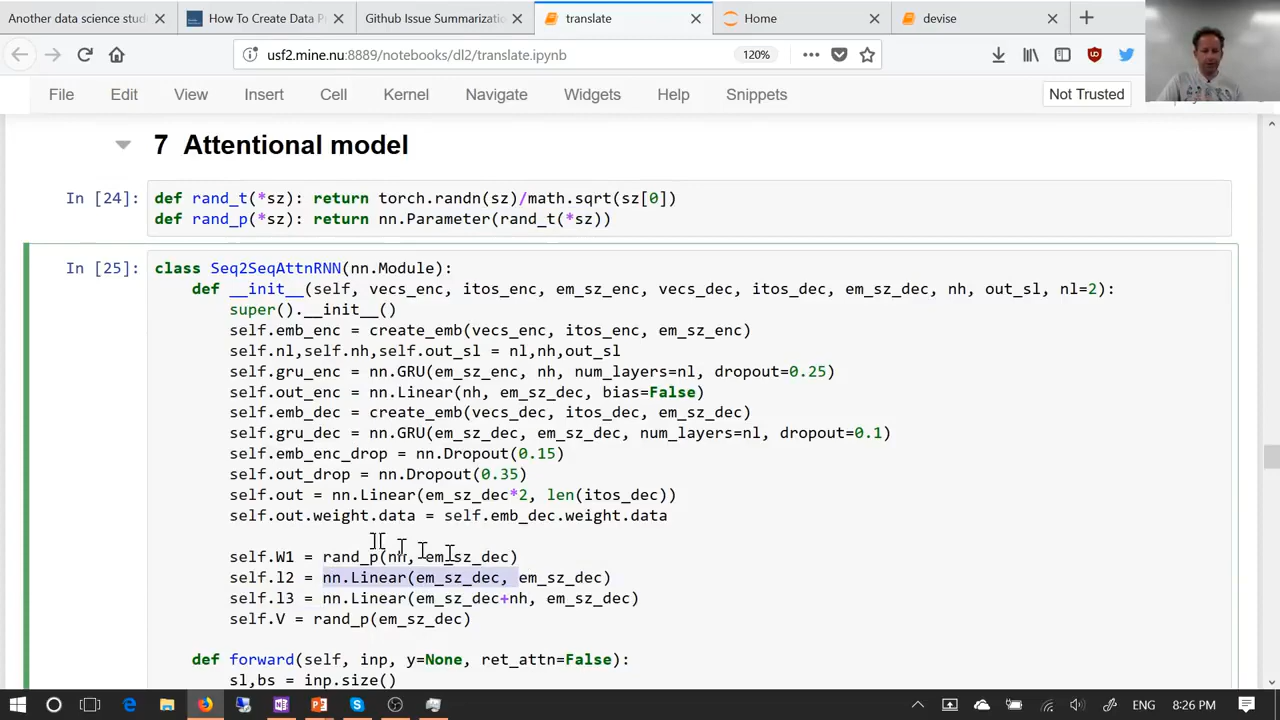 Another data science stud
How To Create Data P
Github Issue Summarizatio
translate
Home
devise
usf2.mine.nu:8889/notebooks/dl2/translate.ipynb
120%
File Edit View Insert Cell Kernel Navigate Widgets Help Snippets
Not Trusted
7 Attentional model
In [24]:
def rand_t(*sz): return torch.randn(sz)/math.sqrt(sz[0])
def rand_p(*sz): return nn.Parameter(rand_t(*sz))
In [25]:
class Seq2SeqAttnRNN(nn.Module):
def __init__(self, vecs_enc, itos_enc, em_sz_enc, vecs_dec, itos_dec, em_sz_dec, nh, out_sl, nl=2):
super().__init__()
self.emb_enc = create_emb(vecs_enc, itos_enc, em_sz_enc)
self.nl,self.nh,self.out_sl = nl,nh,out_sl
self.gru_enc = nn.GRU(em_sz_enc, nh, num_layers=nl, dropout=0.25)
self.out_enc = nn.Linear(nh, em_sz_dec, bias=False)
self.emb_dec = create_emb(vecs_dec, itos_dec, em_sz_dec)
self.gru_dec = nn.GRU(em_sz_dec, em_sz_dec, num_layers=nl, dropout=0.1)
self.emb_enc_drop = nn.Dropout(0.15)
self.out_drop = nn.Dropout(0.35)
self.out = nn.Linear(em_sz_dec*2, len(itos_dec))
self.out.weight.data = self.emb_dec.weight.data
self.W1 = rand_p(nh, em_sz_dec)
self.l2 = nn.Linear(em_sz_dec, em_sz_dec)
self.l3 = nn.Linear(em_sz_dec+nh, em_sz_dec)
self.V = rand_p(em_sz_dec)
def forward(self, inp, y=None, ret_attn=False):
sl,bs = inp.size()
ENG
8:26 PM